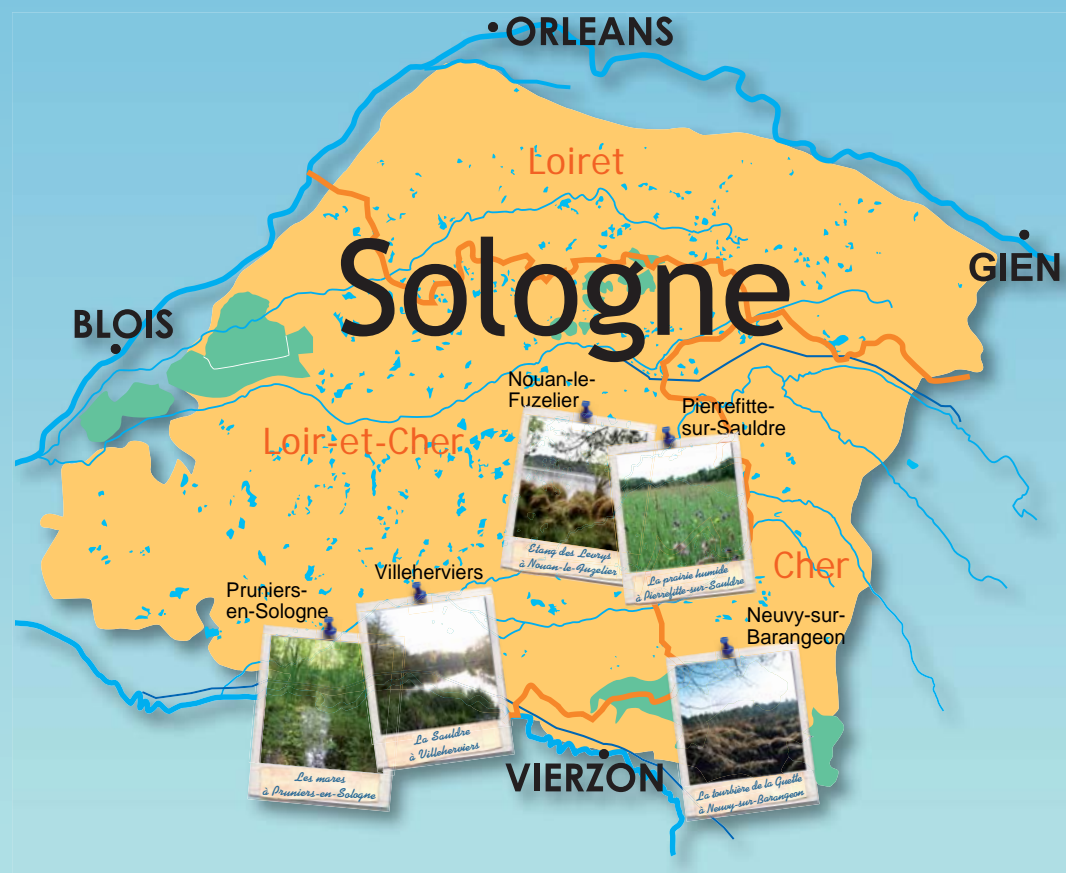 ORLEANS
Loiret
Sologne
GIEN
BLOIS
Nouan-le-
Fuzelier
Pierrefitte-
sur-Sauldre
Loir-et-Cher
Etang des Levrys
à Nouan-le-Fuzelier
La prairie humide
à Pierrefitte-sur-Sauldre
Cher
Villeherviers
Pruniers-
en-Sologne
Neuvy-sur-
Barangeon
La Sauldre
à Villeherviers
Les mares
à Pruniers-en-Sologne
VIERZON
La tourbière de la Guette
à Neuvy-sur-Barangeon